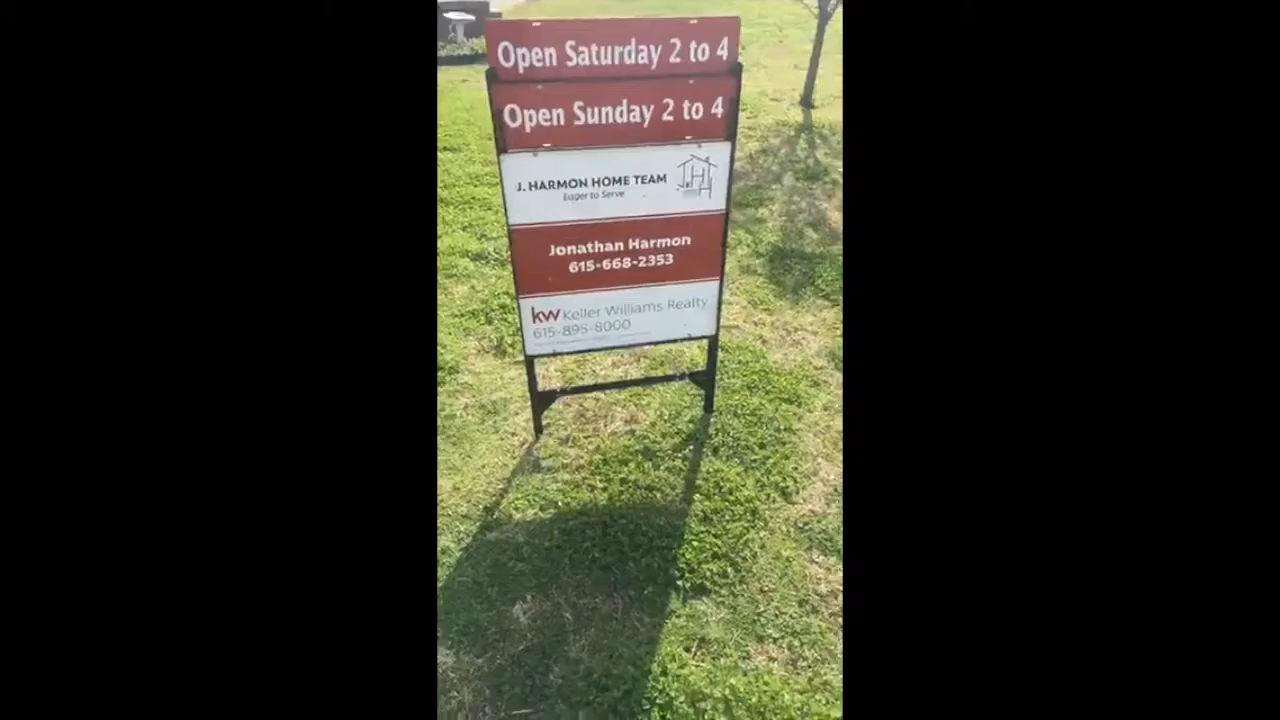 Open Saturday 2 to 4
Open Sunday 2 to 4
J. HARMON HOME TEAM
Eager to Serve
Jonathan Harmon
615-668-2353
kw Keller Williams Realty
615-895-8000